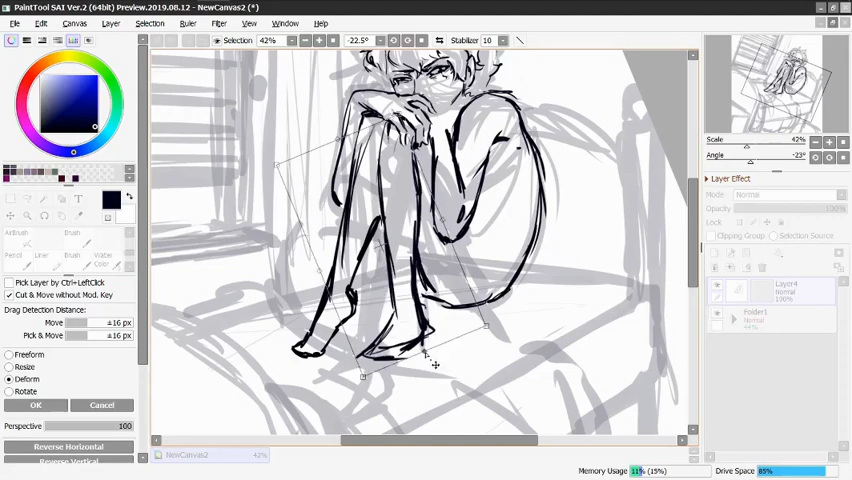 PaintTool SAI Ver.2 (64bit) Preview.2019.08.12 - NewCanvas2 (*)
File Edit Canvas Layer Selection Ruler Filter View Window Others
Selection 42% -22.5° Stabilizer 10
Scale 42%
Angle -23°
Layer Effect
Mode Normal
Opacity 100%
Lock
Clipping Group Selection Source
Layer4
Normal
100%
Folder1
Normal
44%
AirBrush Brush
Pencil Liner Brush Water Color
Pick Layer by Ctrl+LeftClick
Cut & Move without Mod. Key
Drag Detection Distance
Move ±16 px
Pick & Move ±16 px
Freeform
Resize
Deform
Rotate
OK Cancel
Perspective 100
Reverse Horizontal
Reverse Vertical
NewCanvas2 42%
Memory Usage 11% (15%) Drive Space 85%